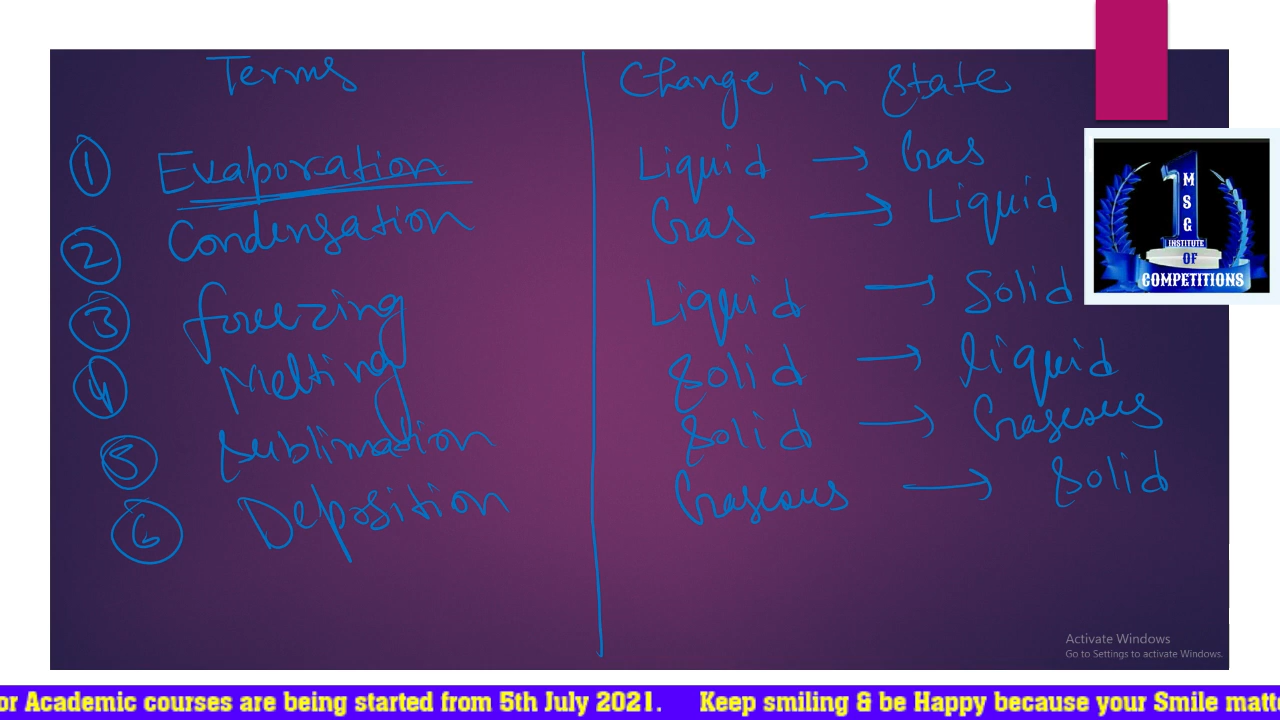 Terms Change in State
1 Evaporation Liquid → Gas
2 Condensation Gas → Liquid
3 freezing Liquid → Solid
4 Melting Solid → liquid
5 Sublimation Solid → Gaseous
6 Deposition Gaseous → Solid
1
MSG
INSTITUTE
OF
COMPETITIONS
Activate Windows
Go to Settings to activate Windows.
or Academic courses are being started from 5th July 2021. Keep smiling & be Happy because your Smile matt